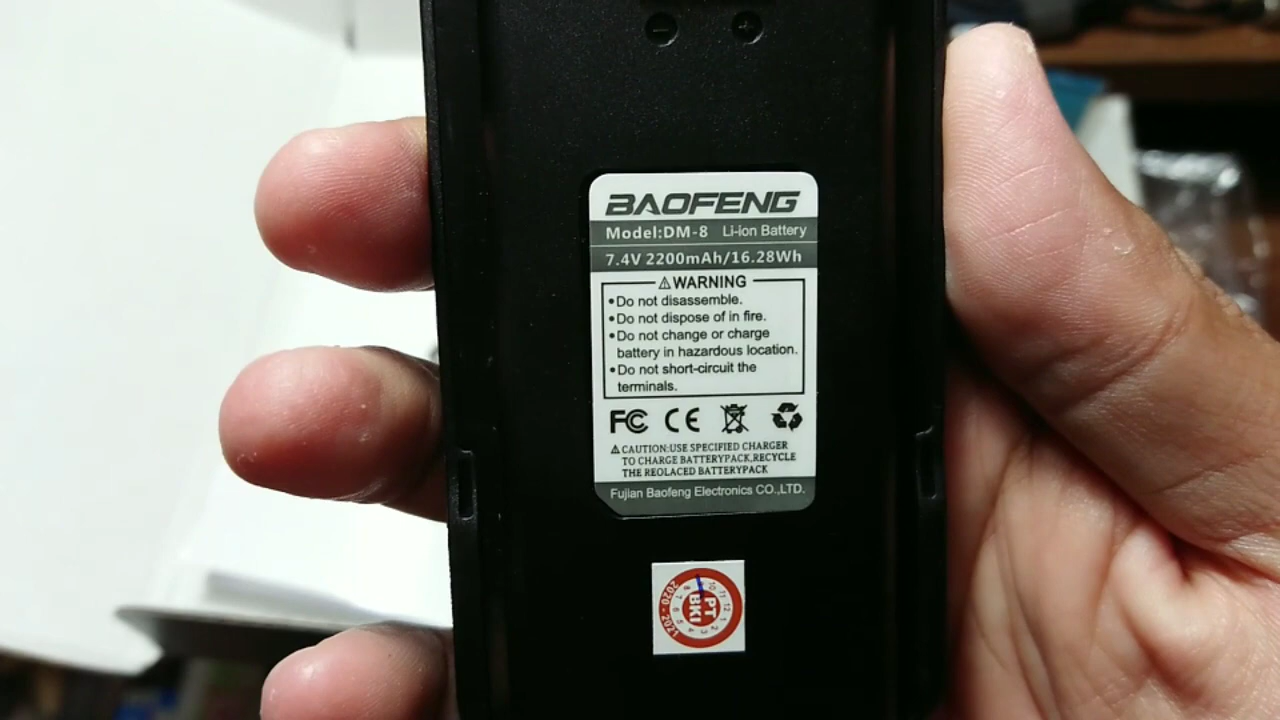 - +
BAOFENG
Model:DM-8 Li-ion Battery
7.4V 2200mAh/16.28Wh
⚠WARNING
•Do not disassemble.
•Do not dispose of in fire.
•Do not change or charge
battery in hazardous location.
•Do not short-circuit the
terminals.
FC CE
⚠CAUTION:USE SPECIFIED CHARGER
TO CHARGE BATTERYPACK,RECYCLE
THE REOLACED BATTERYPACK
Fujian Baofeng Electronics CO.,LTD.
2020 - 2021
PT
BKI